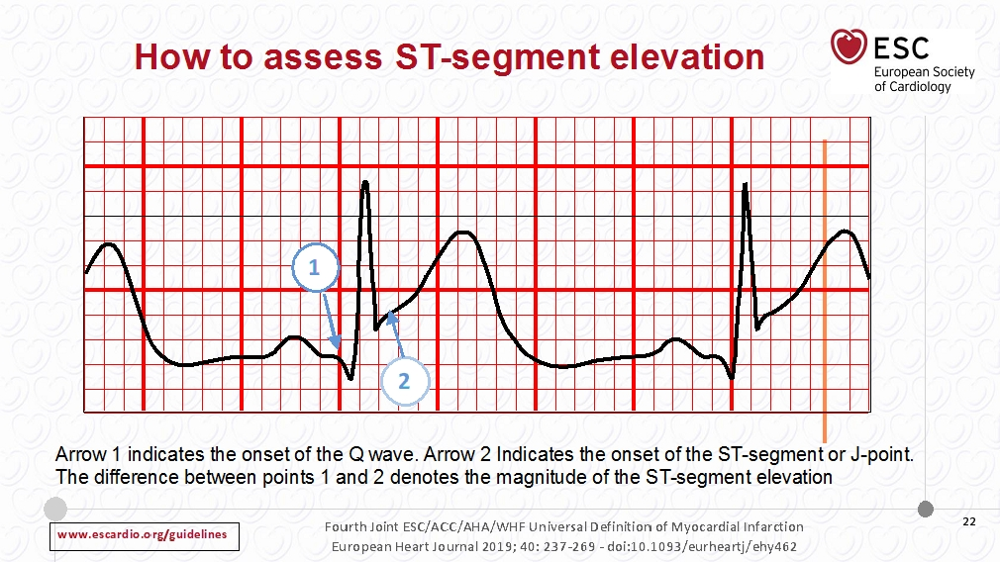 How to assess ST-segment elevation
ESC
European Society
of Cardiology
1
2
Arrow 1 indicates the onset of the Q wave. Arrow 2 Indicates the onset of the ST-segment or J-point.
The difference between points 1 and 2 denotes the magnitude of the ST-segment elevation
www.escardio.org/guidelines
Fourth Joint ESC/ACC/AHA/WHF Universal Definition of Myocardial Infarction
European Heart Journal 2019; 40: 237-269 - doi:10.1093/eurheartj/ehy462
22